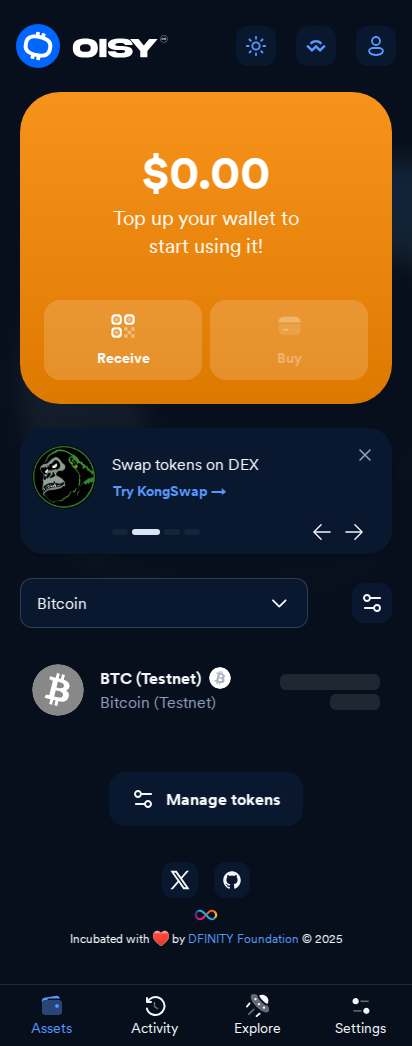 OISY
$0.00
Top up your wallet to
start using it!
Receive
Buy
Swap tokens on DEX
Try KongSwap →
Bitcoin
BTC (Testnet)
Bitcoin (Testnet)
Manage tokens
Incubated with ❤️ by DFINITY Foundation © 2025
Assets
Activity
Explore
Settings